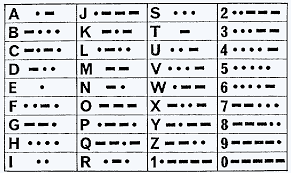 A • – J • – – – S • • • 2 • • – – –
B – • • • K – • – T – 3 • • • – –
C – • – • L • – • • U • • – 4 • • • • –
D – • • M – – V • • • – 5 • • • • •
E • N – • W • – – 6 – • • • •
F • • – • O – – – X – • • – 7 – – • • •
G – – • P • – – • Y – • – – 8 – – – • •
H • • • • Q – – • – Z – – • • 9 – – – – •
I • • R • – • 1 • – – – – 0 – – – – –